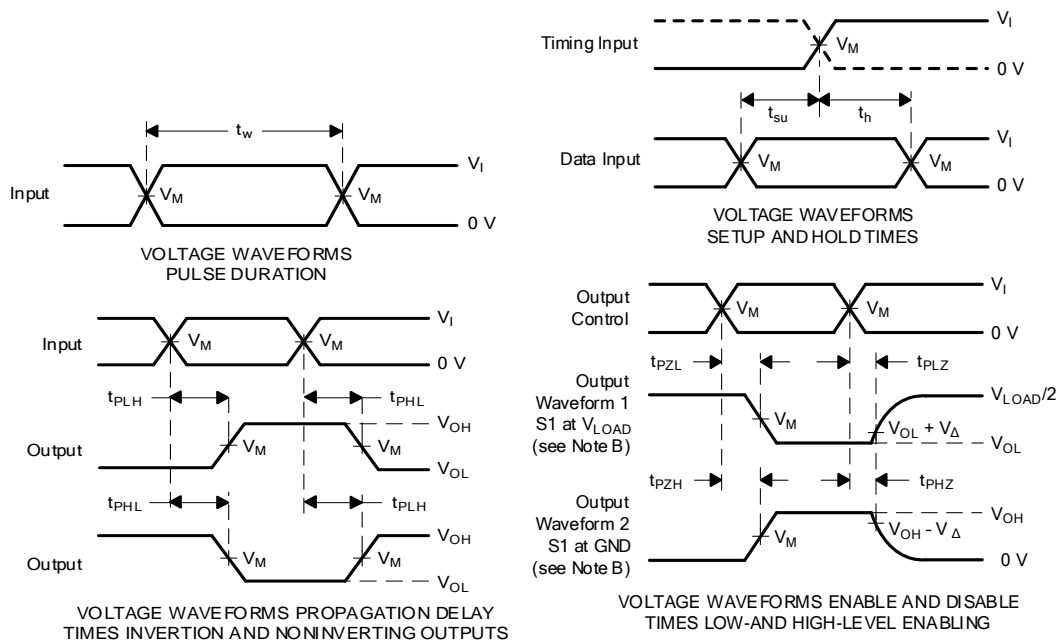 t_w
Input
V_M
V_M
V_I
0 V
VOLTAGE WAVEFORMS
PULSE DURATION
Timing Input
V_M
V_I
0 V
t_su
t_h
Data Input
V_M
V_M
V_I
0 V
VOLTAGE WAVEFORMS
SETUP AND HOLD TIMES
Input
V_M
V_M
V_I
0 V
t_PLH
t_PHL
Output
V_M
V_M
V_OH
V_OL
t_PHL
t_PLH
Output
V_M
V_M
V_OH
V_OL
VOLTAGE WAVEFORMS PROPAGATION DELAY
TIMES INVERTION AND NONINVERTING OUTPUTS
Output
Control
V_M
V_M
V_I
0 V
t_PZL
t_PLZ
Output
Waveform 1
S1 at V_LOAD
(see Note B)
V_M
V_LOAD/2
V_OL + V_Δ
V_OL
t_PZH
t_PHZ
Output
Waveform 2
S1 at GND
(see Note B)
V_M
V_OH
V_OH - V_Δ
0 V
VOLTAGE WAVEFORMS ENABLE AND DISABLE
TIMES LOW-AND HIGH-LEVEL ENABLING